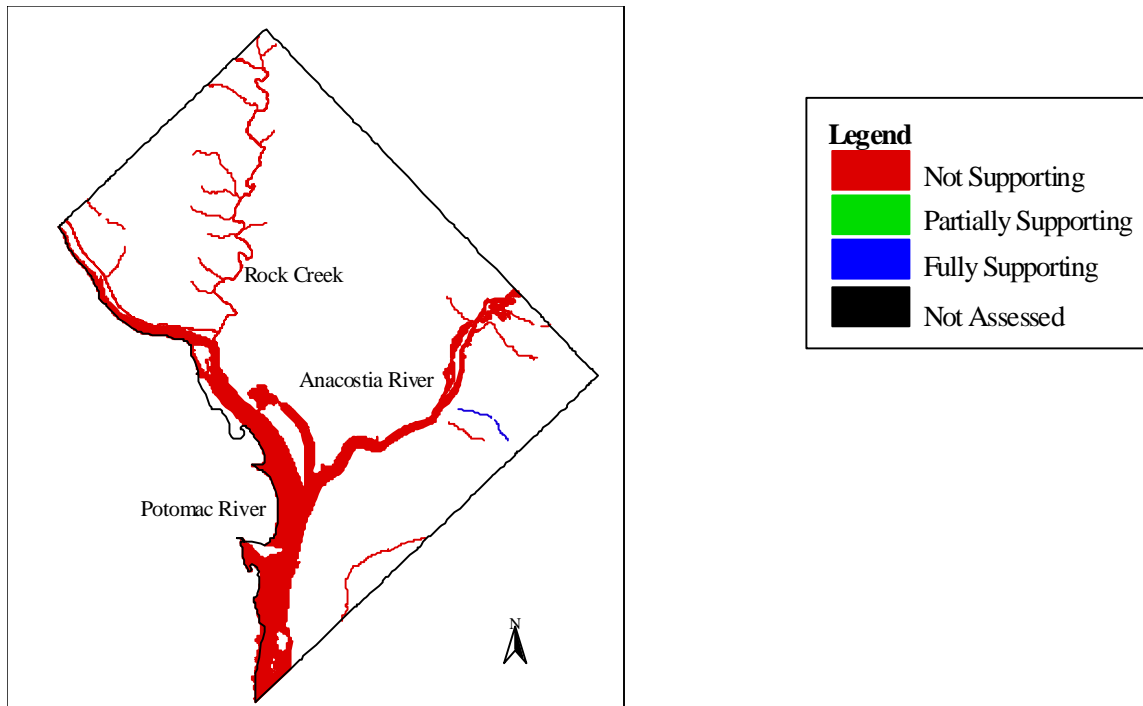 Rock Creek
Anacostia River
Potomac River
N
Legend
Not Supporting
Partially Supporting
Fully Supporting
Not Assessed